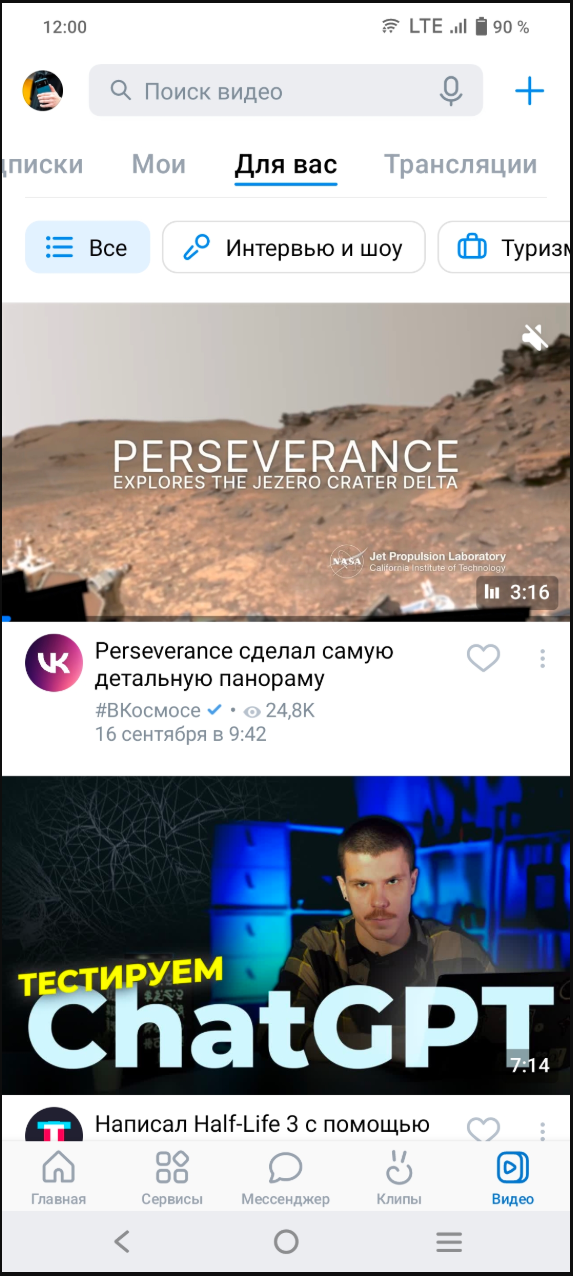 12:00 LTE 90 %
Поиск видео
дписки Мои Для вас Трансляции
Все Интервью и шоу Туризм
PERSEVERANCE
EXPLORES THE JEZERO CRATER DELTA
NASA Jet Propulsion Laboratory
California Institute of Technology
3:16
Perseverance сделал самую
детальную панораму
#ВКосмосе • 24,8K
16 сентября в 9:42
ТЕСТИРУЕМ
ChatGPT
7:14
Написал Half-Life 3 с помощью
Главная Сервисы Мессенджер Клипы Видео